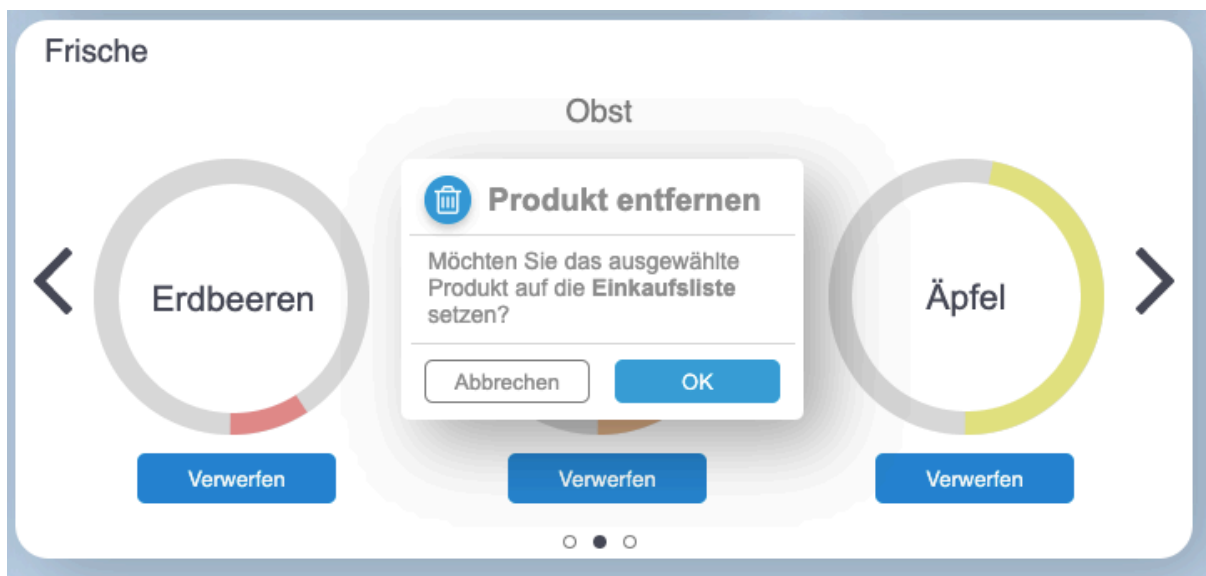 Frische
Obst
Produkt entfernen
Möchten Sie das ausgewählte
Produkt auf die Einkaufsliste
setzen?
Abbrechen
OK
Erdbeeren
Äpfel
Verwerfen
Verwerfen
Verwerfen